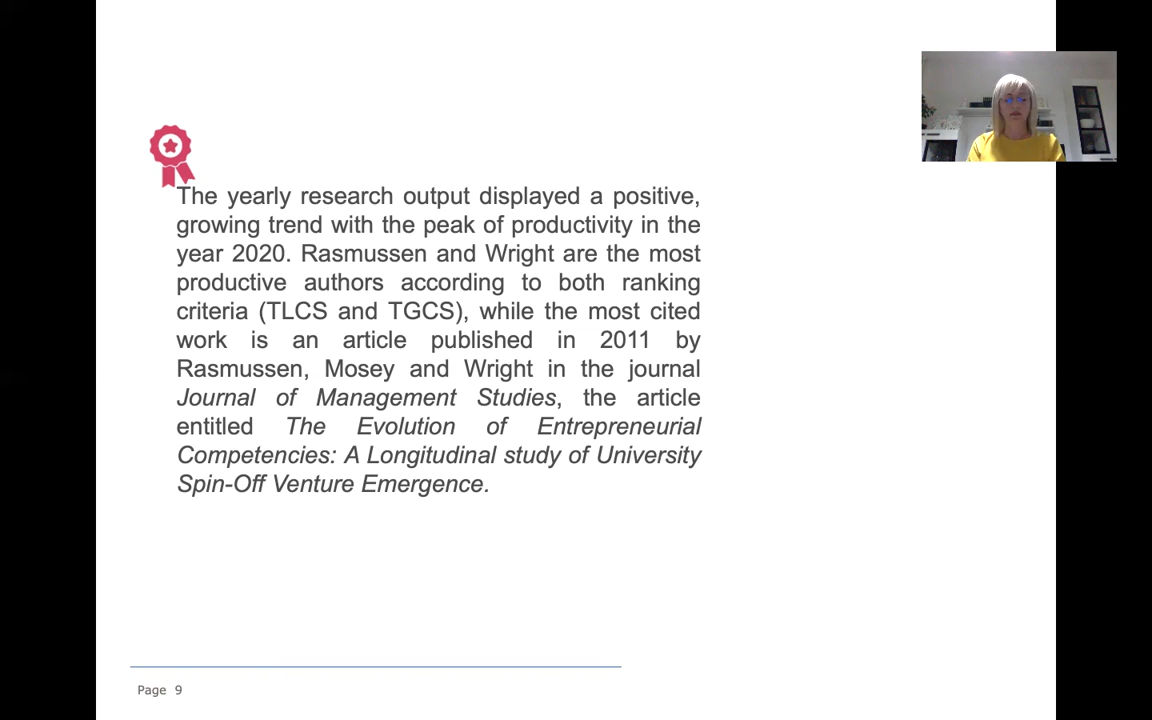 The yearly research output displayed a positive,
growing trend with the peak of productivity in the
year 2020. Rasmussen and Wright are the most
productive authors according to both ranking
criteria (TLCS and TGCS), while the most cited
work is an article published in 2011 by
Rasmussen, Mosey and Wright in the journal
Journal of Management Studies, the article
entitled The Evolution of Entrepreneurial
Competencies: A Longitudinal study of University
Spin-Off Venture Emergence.
Page 9